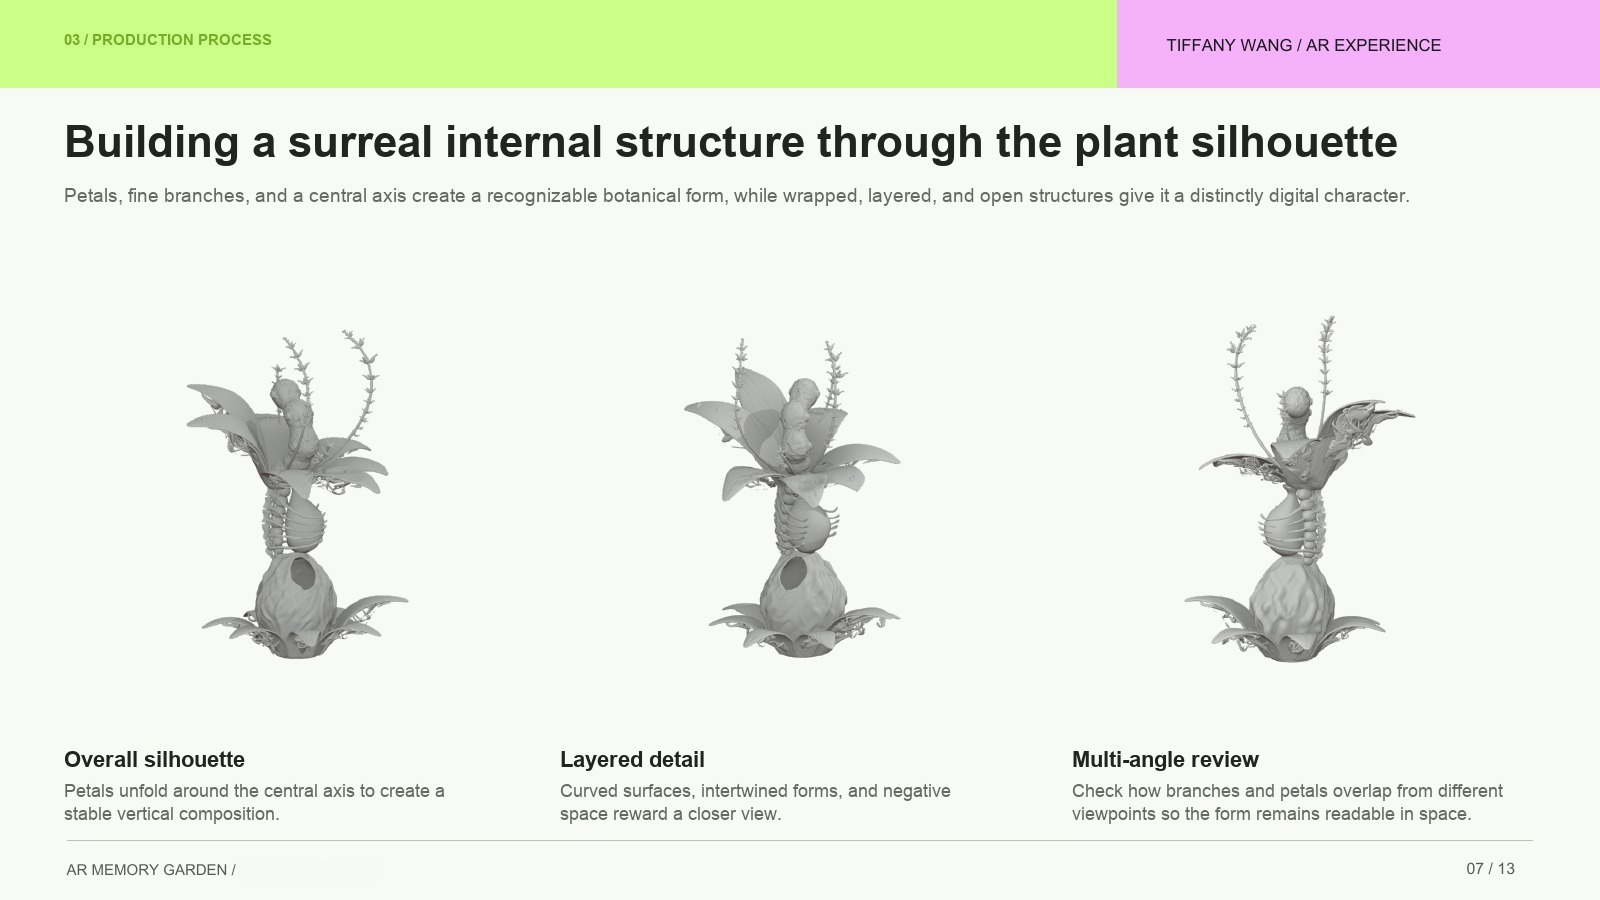 03 / PRODUCTION PROCESS
TIFFANY WANG / AR EXPERIENCE
Building a surreal internal structure through the plant silhouette
Petals, fine branches, and a central axis create a recognizable botanical form, while wrapped, layered, and open structures give it a distinctly digital character.
Overall silhouette
Petals unfold around the central axis to create a
stable vertical composition.
Layered detail
Curved surfaces, intertwined forms, and negative
space reward a closer view.
Multi-angle review
Check how branches and petals overlap from different
viewpoints so the form remains readable in space.
AR MEMORY GARDEN /
07 / 13